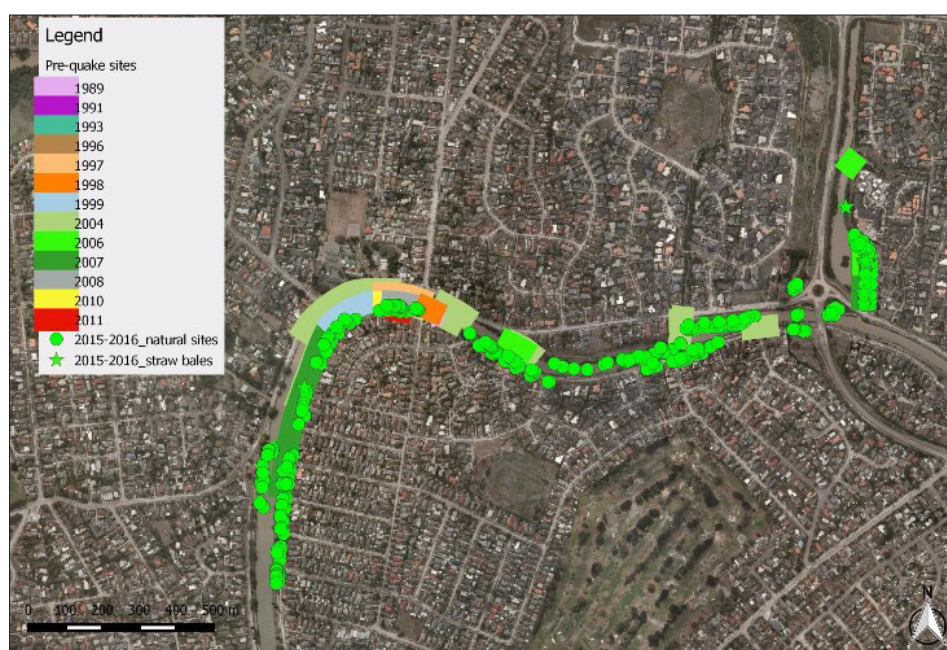 Legend
Pre-quake sites
1989
1991
1993
1996
1997
1998
1999
2004
2006
2007
2008
2010
2011
2015-2016_natural sites
2015-2016_straw bales
0 100 200 300 400 500 m
N